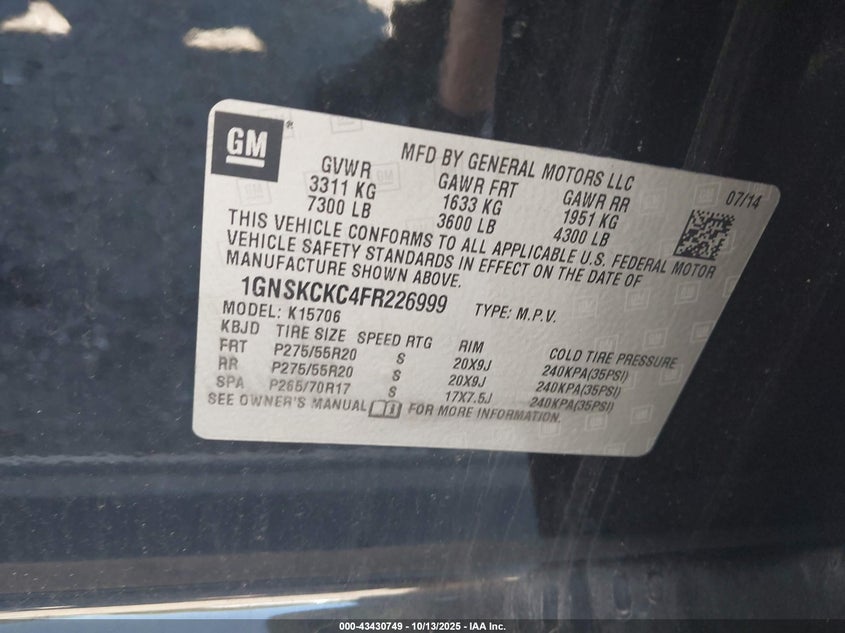 GM
MFD BY GENERAL MOTORS LLC
07/14
GVWR GAWR FRT GAWR RR
3311 KG 1633 KG 1951 KG
7300 LB 3600 LB 4300 LB
THIS VEHICLE CONFORMS TO ALL APPLICABLE U.S. FEDERAL MOTOR
VEHICLE SAFETY STANDARDS IN EFFECT ON THE DATE OF
MANUFACTURE SHOWN ABOVE.
1GNSKCKC4FR226999 TYPE: M.P.V.
MODEL: K15706
KBJD TIRE SIZE SPEED RTG RIM COLD TIRE PRESSURE
FRT P275/55R20 S 20X9J 240KPA(35PSI)
RR P275/55R20 S 20X9J 240KPA(35PSI)
SPA P265/70R17 S 17X7.5J 240KPA(35PSI)
SEE OWNER'S MANUAL FOR MORE INFORMATION.
000-43430749 | 10/13/2025 - IAA Inc.